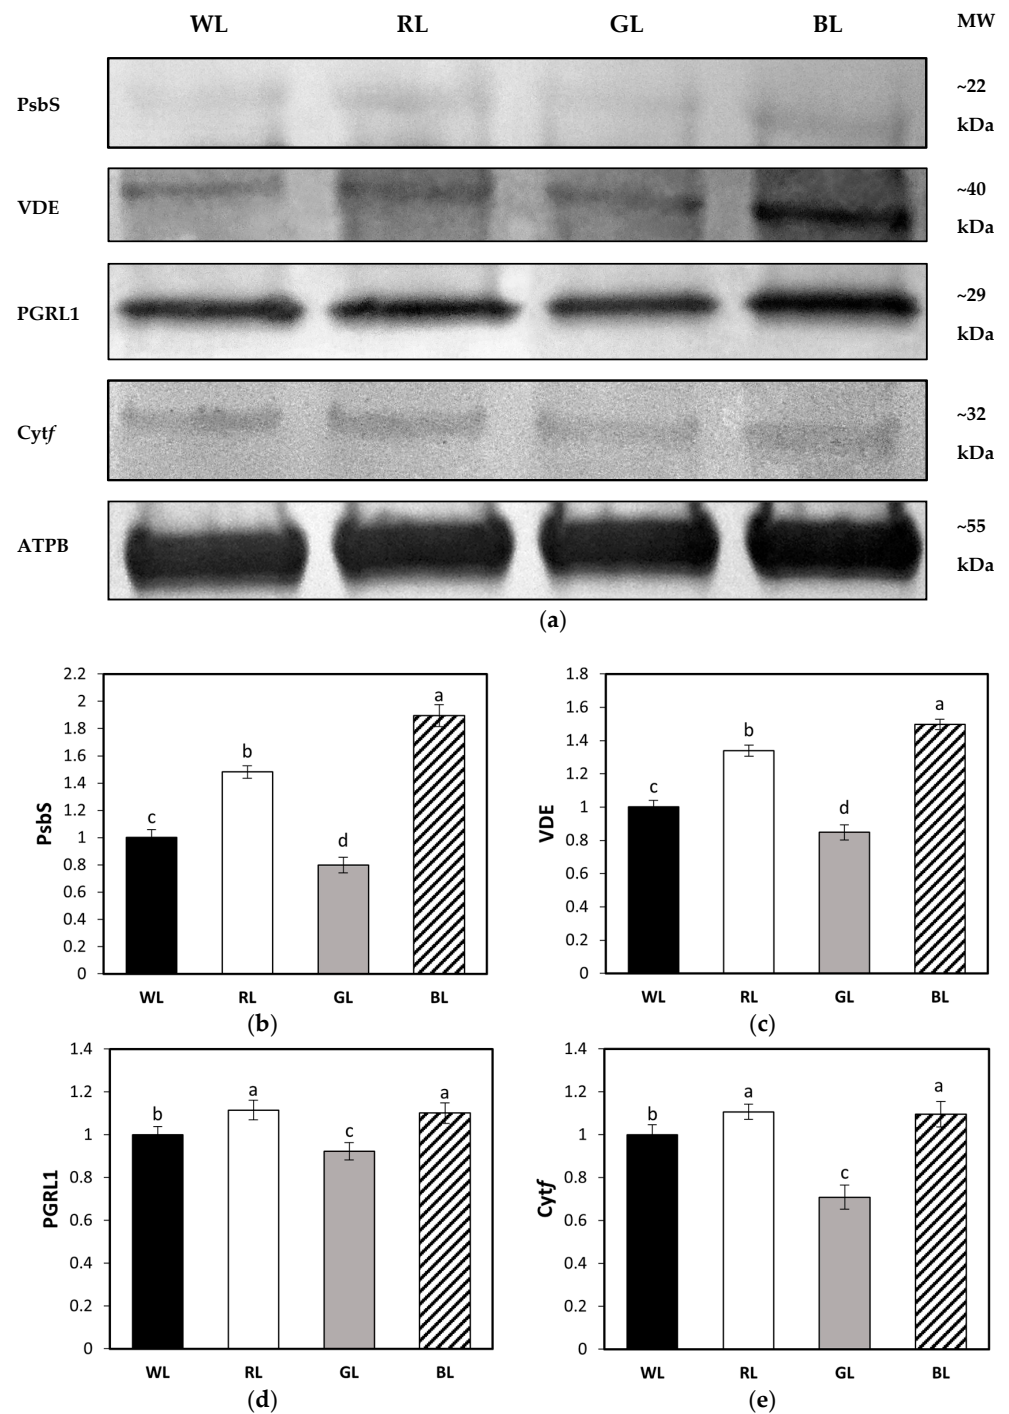 WL RL GL BL MW
PsbS ~22
kDa
VDE ~40
kDa
PGRL1 ~29
kDa
Cytf ~32
kDa
ATPB ~55
kDa
(a)
PsbS
2.2
2
1.8
1.6
1.4
1.2
1
0.8
0.6
0.4
0.2
0
c b d a
WL RL GL BL
(b)
VDE
1.8
1.6
1.4
1.2
1
0.8
0.6
0.4
0.2
0
c b d a
WL RL GL BL
(c)
PGRL1
1.4
1.2
1
0.8
0.6
0.4
0.2
0
b a c a
WL RL GL BL
(d)
Cytf
1.4
1.2
1
0.8
0.6
0.4
0.2
0
b a c a
WL RL GL BL
(e)